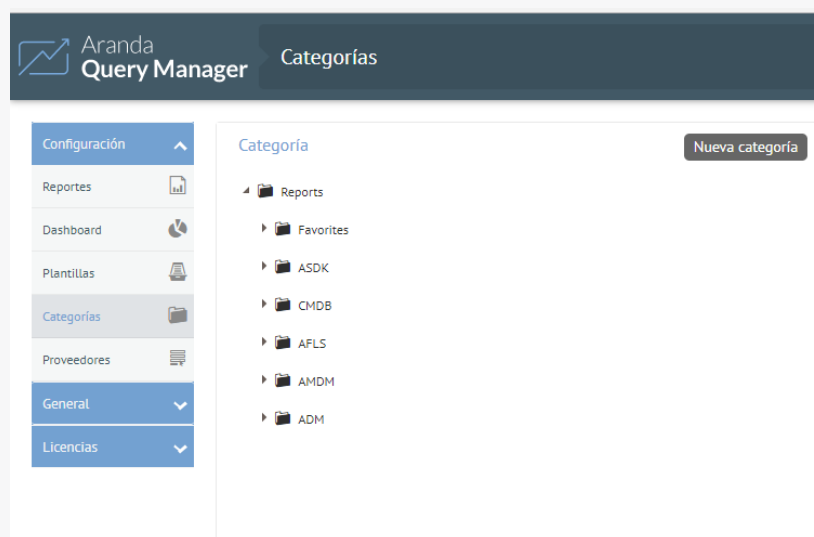 Aranda
Query Manager
Categorías
Configuración
Reportes
Dashboard
Plantillas
Categorías
Proveedores
General
Licencias
Categoría
Nueva categoría
Reports
Favorites
ASDK
CMDB
AFLS
AMDM
ADM